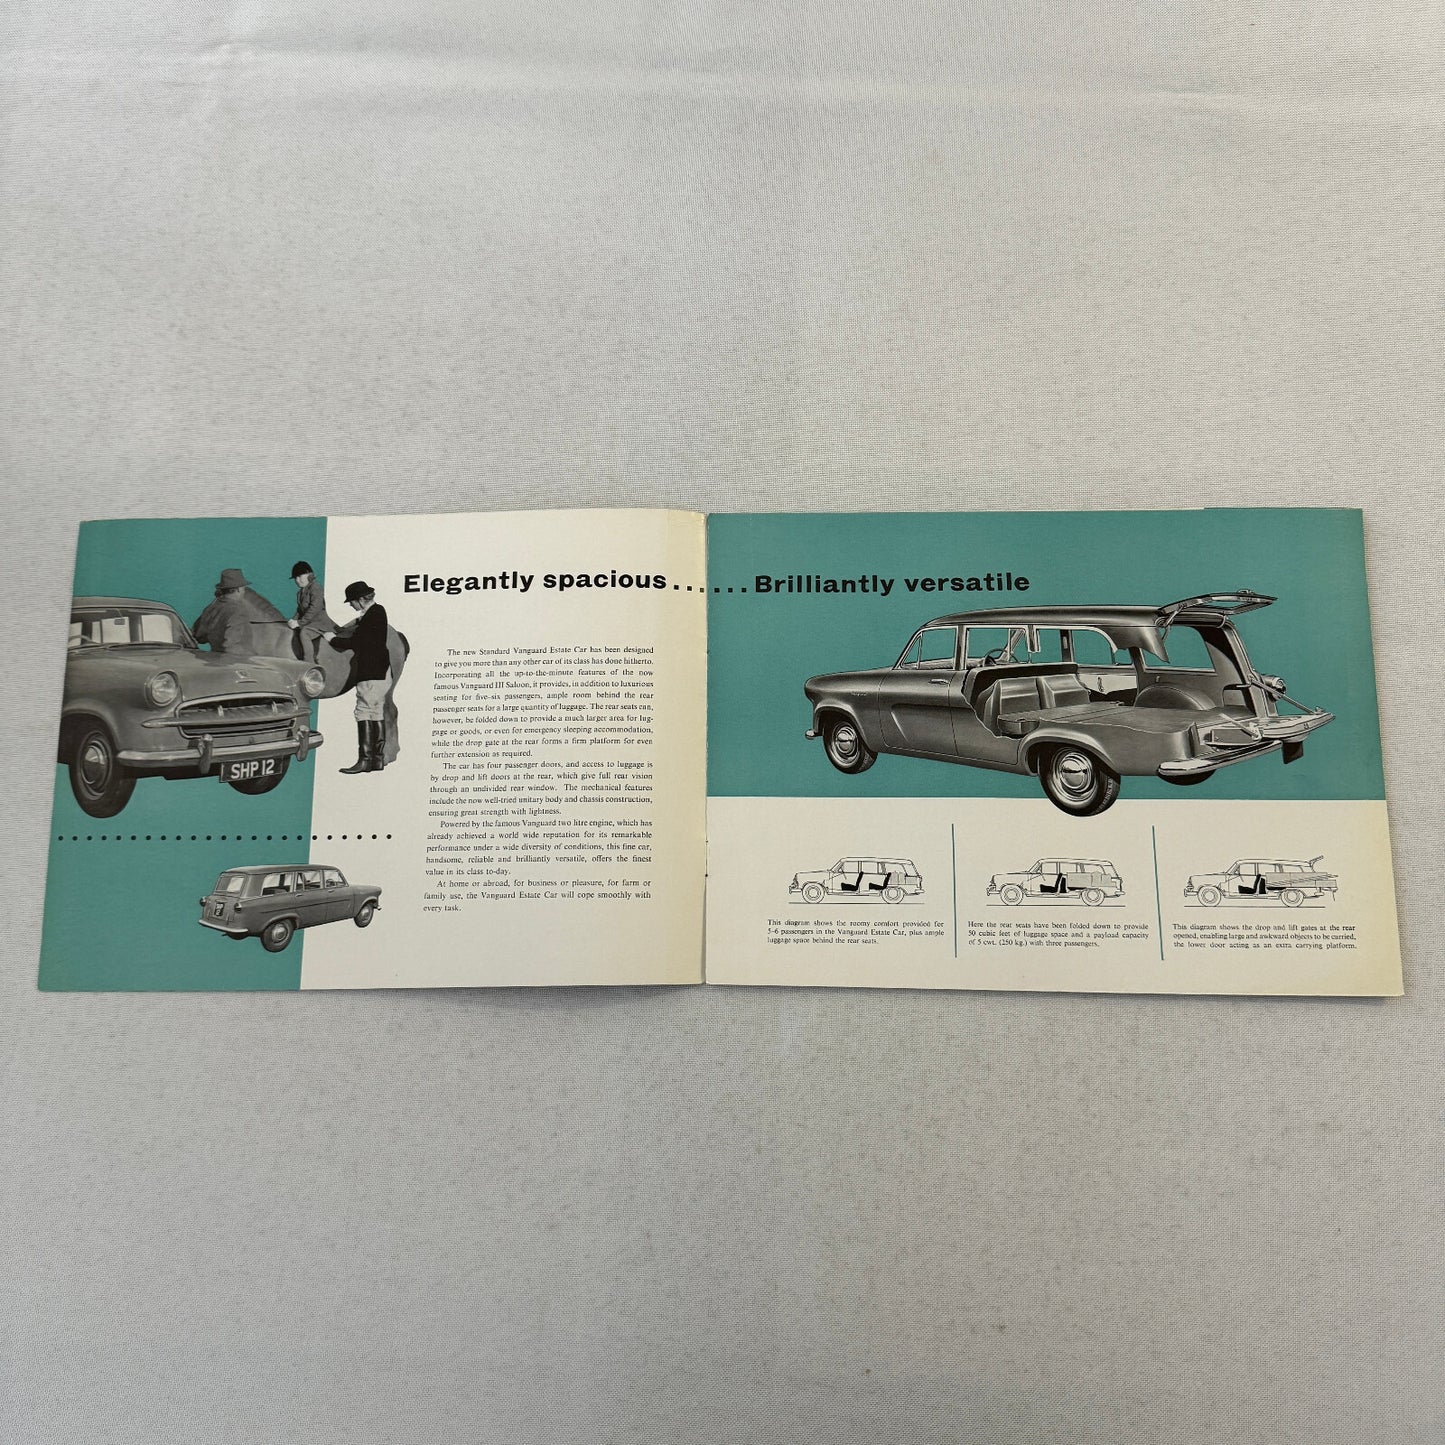 Elegantly spacious......Brilliantly versatile
The new Standard Vanguard Estate Car has been designed
to give you more than any other car of its class has done hitherto.
Incorporating all the up-to-the-minute features of the now
famous Vanguard III Saloon, it provides, in addition to luxurious
seating for five-six passengers, ample room behind the rear
passenger seats for a large quantity of luggage. The rear seats can,
however, be folded down to provide a much larger area for lug-
gage or goods, or even for emergency sleeping accommodation,
while the drop gate at the rear forms a firm platform for even
further extension as required.
The car has four passenger doors, and access to luggage is
by drop and lift doors at the rear, which give full rear vision
through an undivided rear window. The mechanical features
include the now well-tried unitary body and chassis construction,
ensuring great strength with lightness.
Powered by the famous Vanguard two litre engine, which has
already achieved a world wide reputation for its remarkable
performance under a wide diversity of conditions, this fine car,
handsome, reliable and brilliantly versatile, offers the finest
value in its class to-day.
At home or abroad, for business or pleasure, for farm or
family use, the Vanguard Estate Car will cope smoothly with
every task.
SHP 12
This diagram shows the roomy comfort provided for
5-6 passengers in the Vanguard Estate Car, plus ample
luggage space behind the rear seats.
Here the rear seats have been folded down to provide
50 cubic feet of luggage space and a payload capacity
of 5 cwt. (250 kg.) with three passengers.
This diagram shows the drop and lift gates at the rear
opened, enabling large and awkward objects to be carried,
the lower door acting as an extra carrying platform.